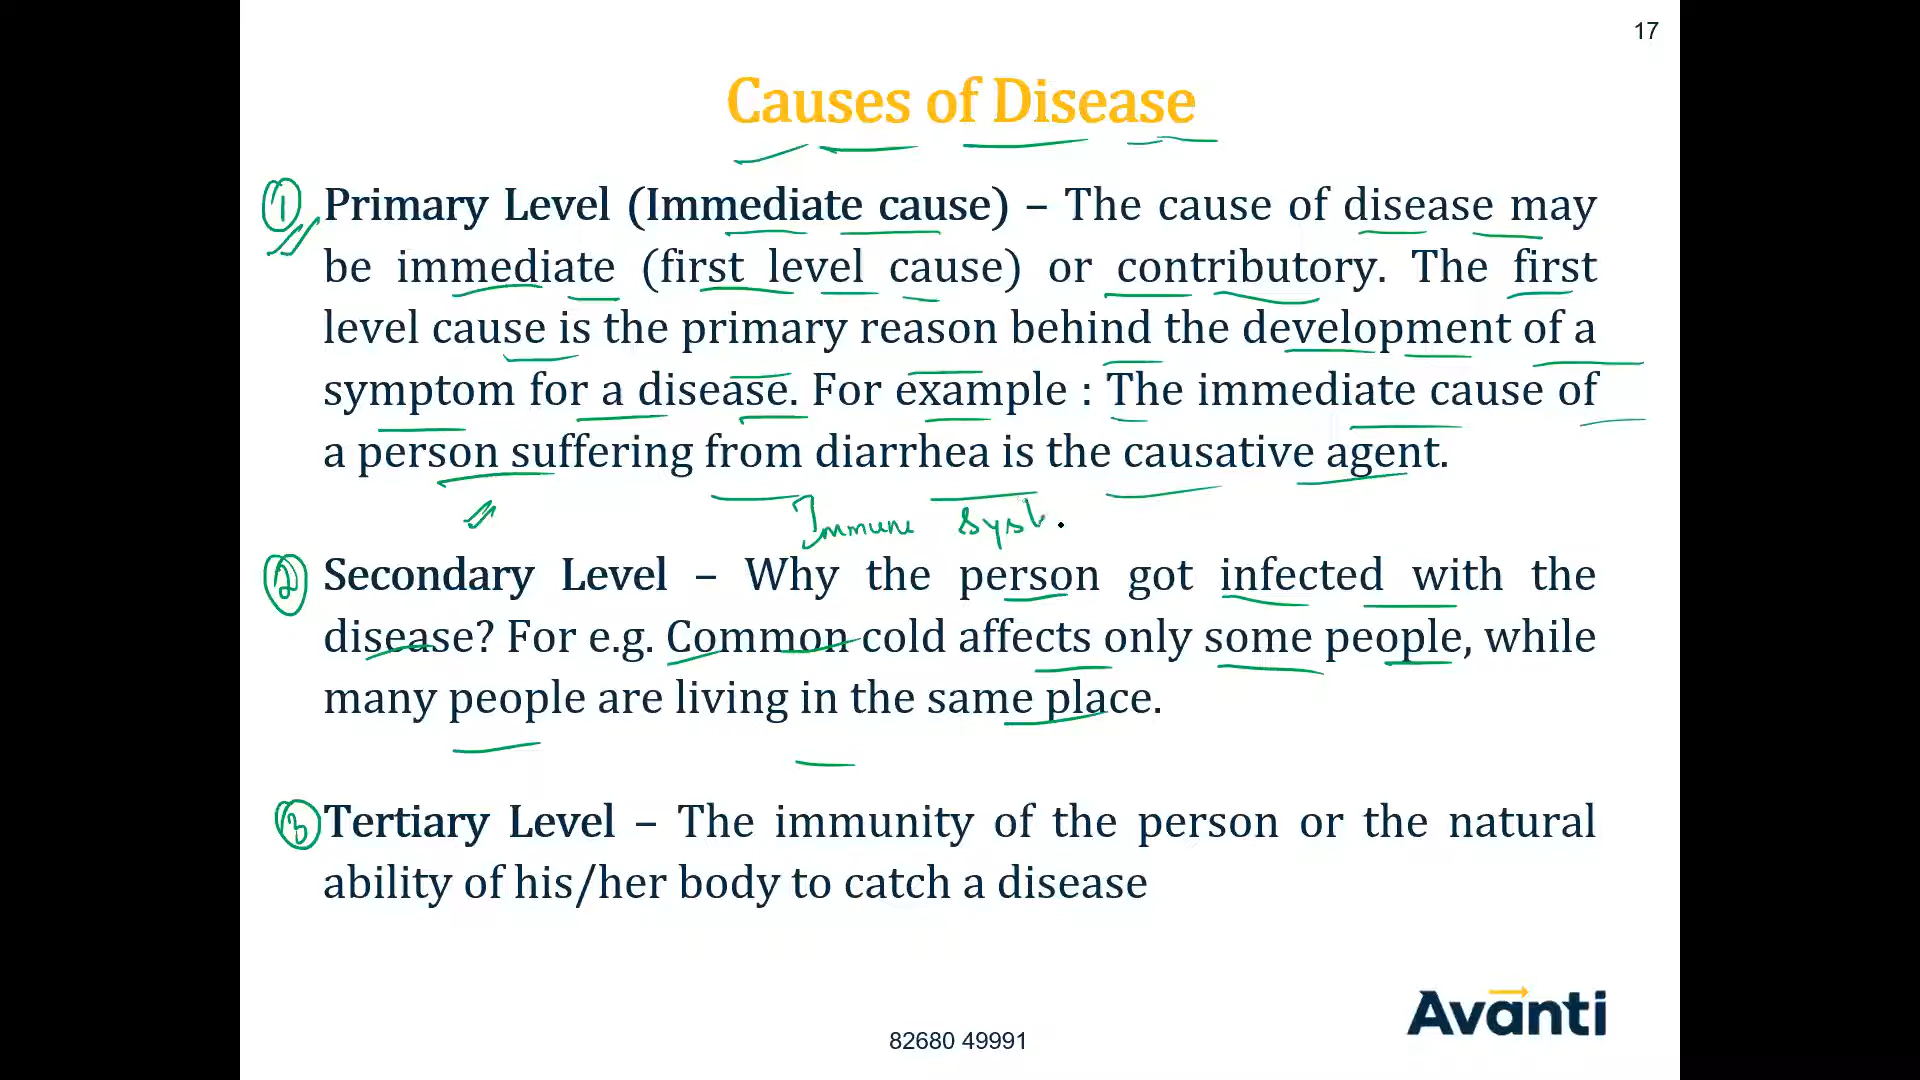 17
Causes of Disease
1 Primary Level (Immediate cause) – The cause of disease may
be immediate (first level cause) or contributory. The first
level cause is the primary reason behind the development of a
symptom for a disease. For example : The immediate cause of
a person suffering from diarrhea is the causative agent.
Immune Syst
2 Secondary Level – Why the person got infected with the
disease? For e.g. Common cold affects only some people, while
many people are living in the same place.
3 Tertiary Level – The immunity of the person or the natural
ability of his/her body to catch a disease
Avanti
82680 49991